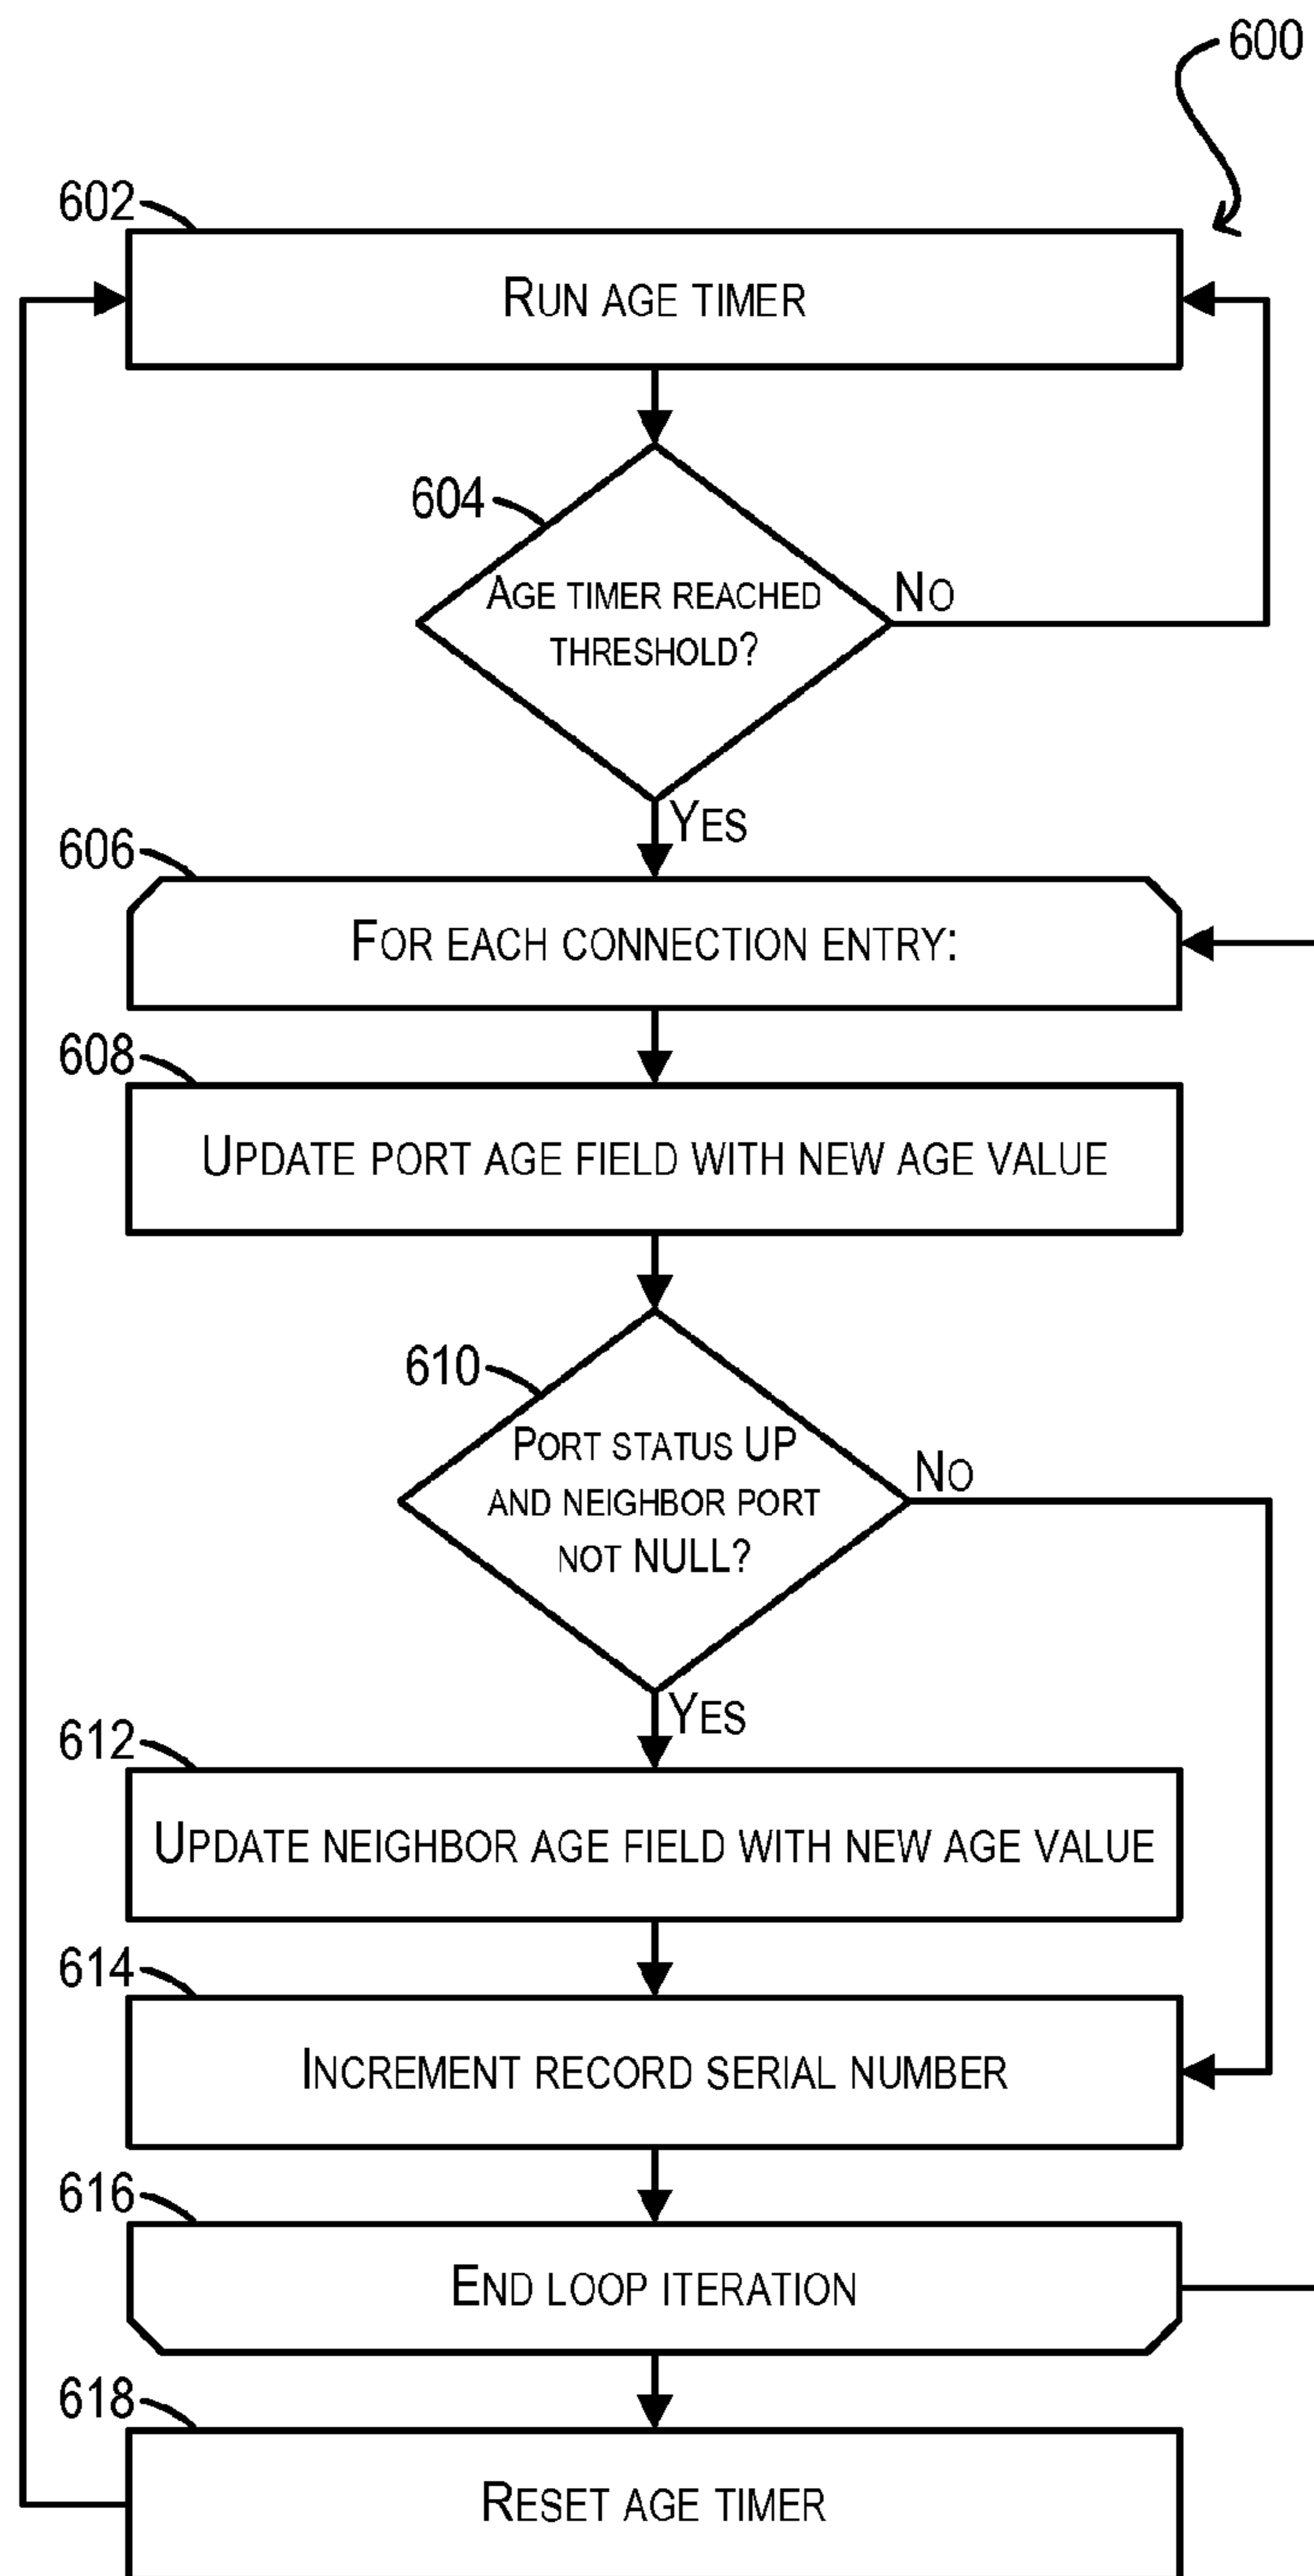 600
602
RUN AGE TIMER
604
AGE TIMER REACHED
THRESHOLD?
NO
YES
606
FOR EACH CONNECTION ENTRY:
608
UPDATE PORT AGE FIELD WITH NEW AGE VALUE
610
PORT STATUS UP
AND NEIGHBOR PORT
NOT NULL?
NO
YES
612
UPDATE NEIGHBOR AGE FIELD WITH NEW AGE VALUE
614
INCREMENT RECORD SERIAL NUMBER
616
END LOOP ITERATION
618
RESET AGE TIMER